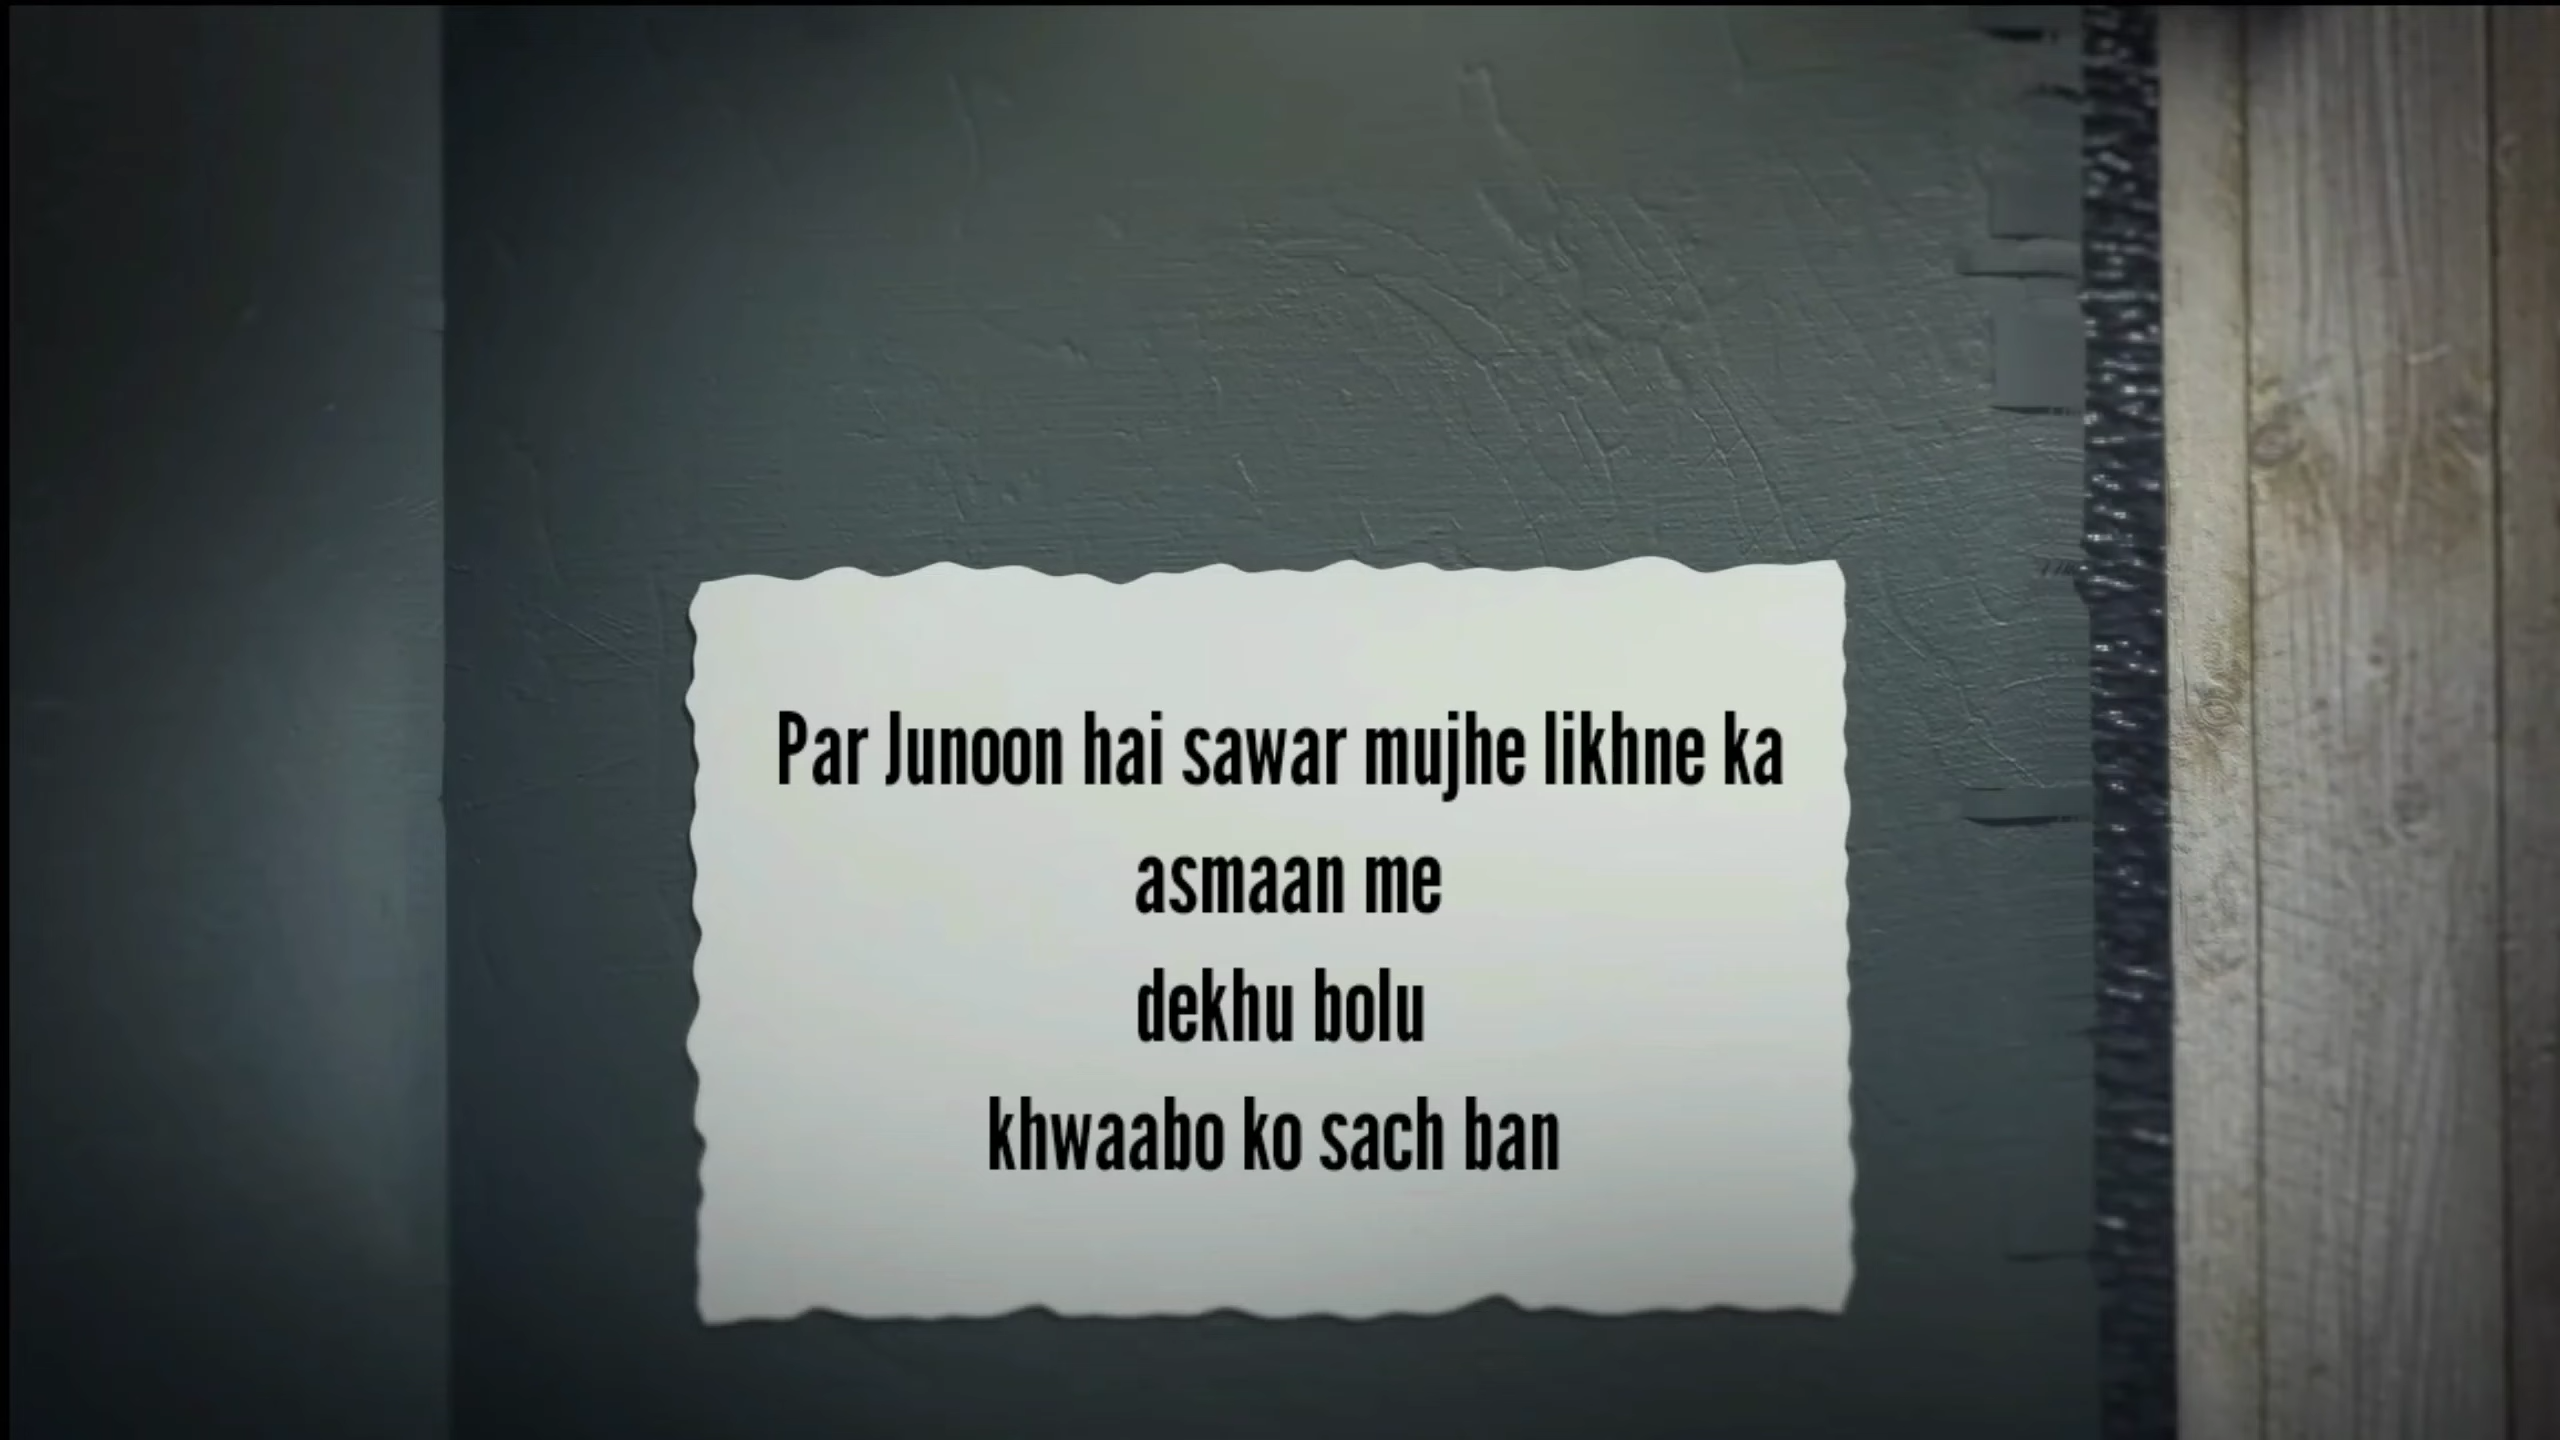 Par Junoon hai sawar mujhe likhne ka
asmaan me
dekhu bolu
khwaabo ko sach ban